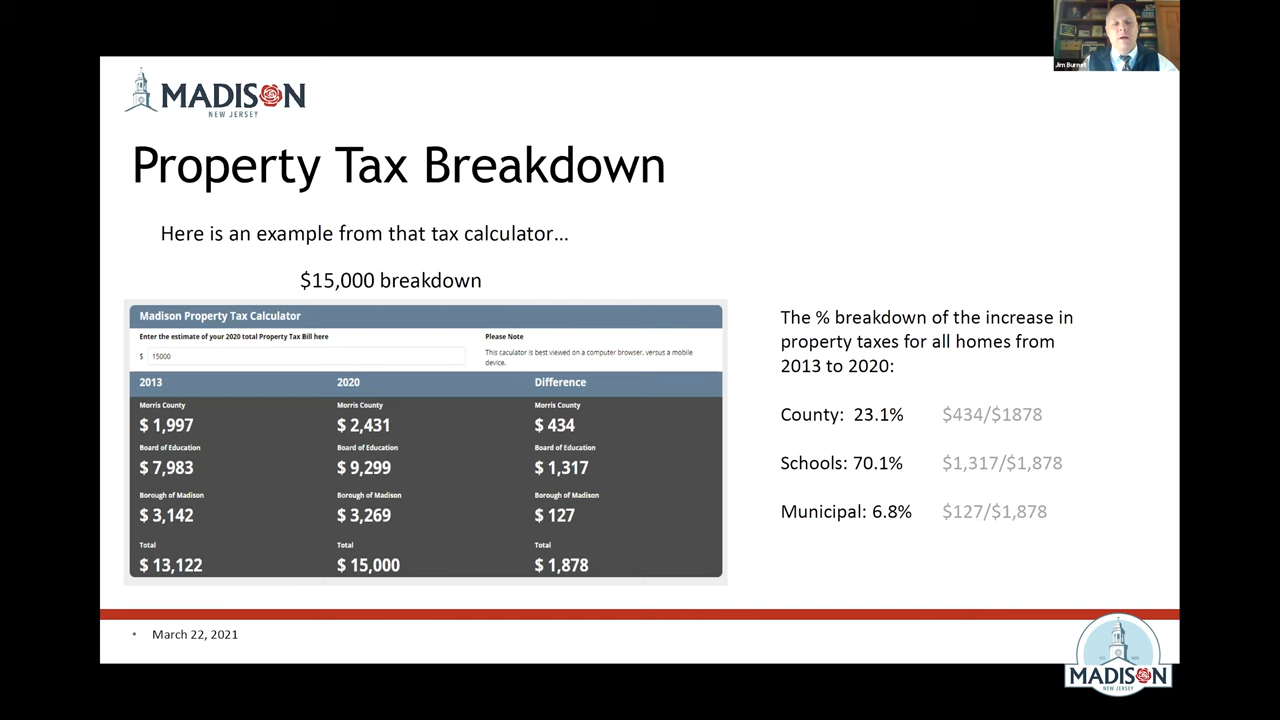 Jim Burnet
MADISON
NEW JERSEY
Property Tax Breakdown
Here is an example from that tax calculator...
$15,000 breakdown
Madison Property Tax Calculator
Enter the estimate of your 2020 total Property Tax Bill here
Please Note
$ 15000
This caculator is best viewed on a computer browser, versus a mobile
device.
2013 2020 Difference
Morris County Morris County Morris County
$ 1,997 $ 2,431 $ 434
Board of Education Board of Education Board of Education
$ 7,983 $ 9,299 $ 1,317
Borough of Madison Borough of Madison Borough of Madison
$ 3,142 $ 3,269 $ 127
Total Total Total
$ 13,122 $ 15,000 $ 1,878
The % breakdown of the increase in
property taxes for all homes from
2013 to 2020:
County: 23.1% $434/$1878
Schools: 70.1% $1,317/$1,878
Municipal: 6.8% $127/$1,878
• March 22, 2021
MADISON
NEW JERSEY